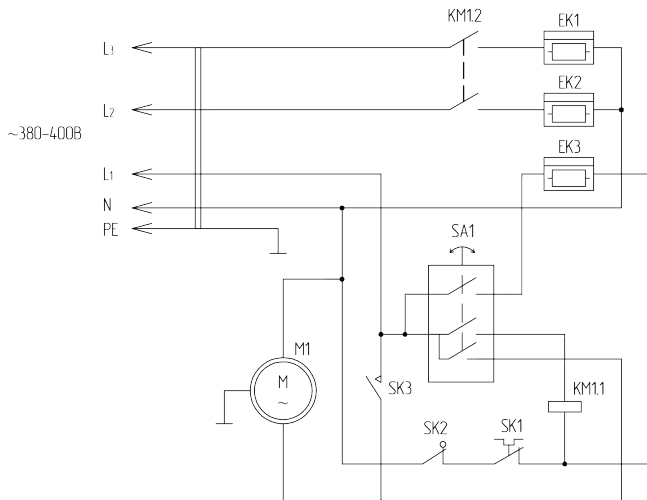 KM1.2
EK1
L3
EK2
L2
~380-400В
EK3
L1
N
PE
SA1
M1
M
~
SK3
KM1.1
SK2
SK1